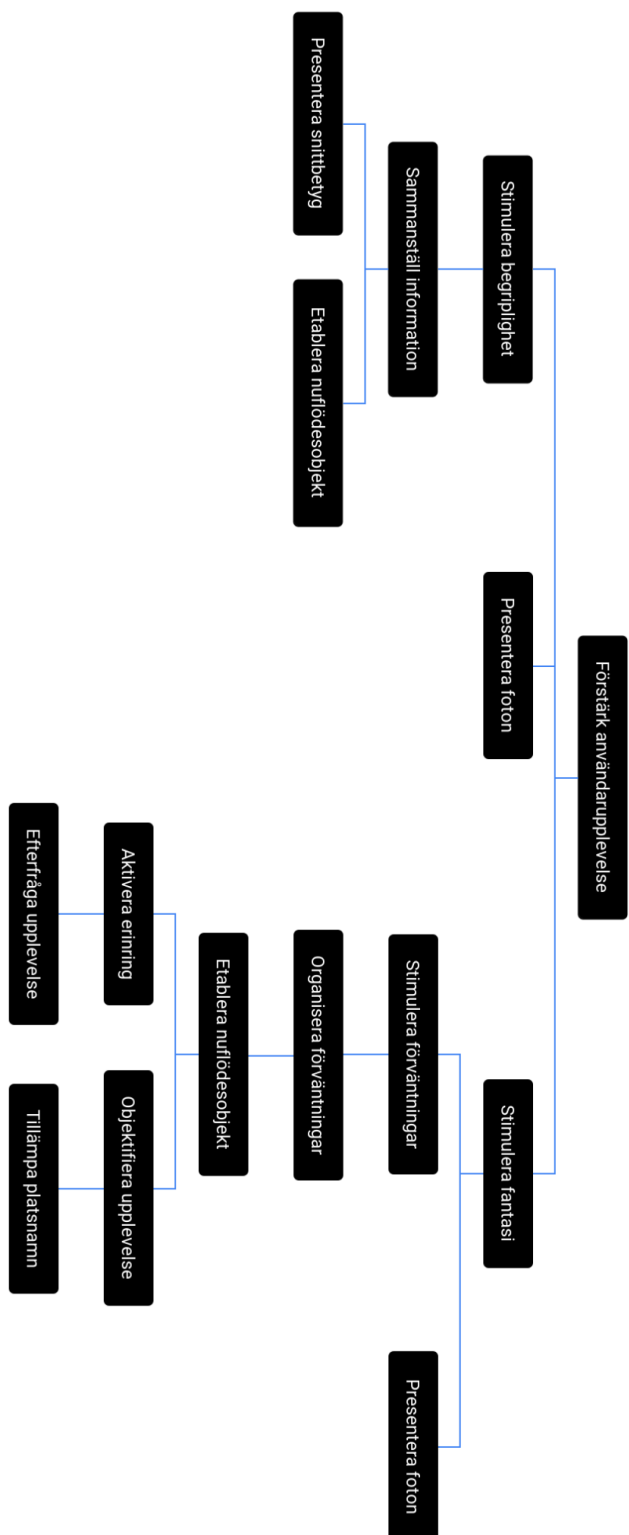 Förstärk användarupplevelse
Stimulera begriplighet
Presentera foton
Stimulera fantasi
Sammanställ information
Stimulera förväntningar
Presentera foton
Presentera snittbetyg
Etablera nuflödesobjekt
Organisera förväntningar
Etablera nuflödesobjekt
Aktivera erinring
Objektifiera upplevelse
Efterfråga upplevelse
Tillämpa platsnamn